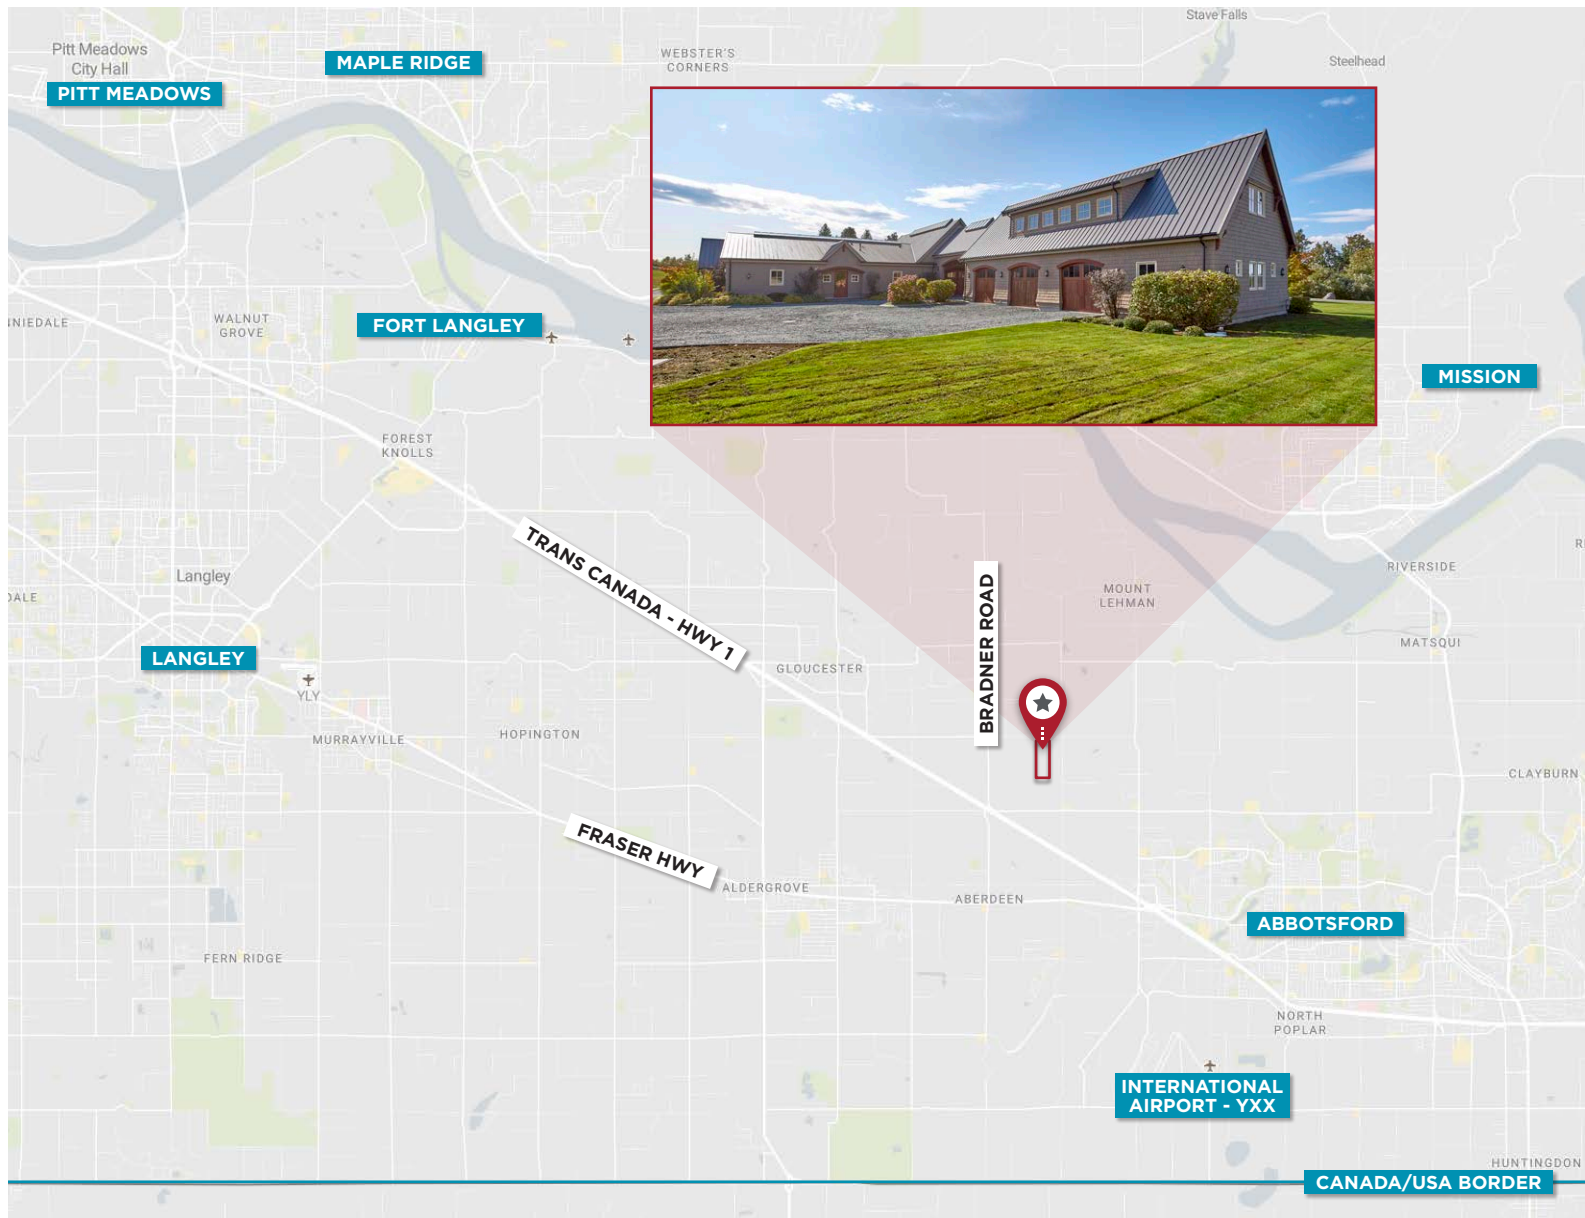 Stave Falls
Pitt Meadows
City Hall
MAPLE RIDGE
WEBSTER'S
CORNERS
Steelhead
PITT MEADOWS
NNIEDALE
WALNUT
GROVE
FORT LANGLEY
MISSION
FOREST
KNOLLS
TRANS CANADA - HWY 1
BRADNER ROAD
RIVERSIDE
Langley
MOUNT
LEHMAN
DALE
MATSQUI
LANGLEY
GLOUCESTER
YLY
MURRAYVILLE
HOPINGTON
CLAYBURN
FRASER HWY
ALDERGROVE
ABERDEEN
ABBOTSFORD
FERN RIDGE
NORTH
POPLAR
INTERNATIONAL
AIRPORT - YXX
HUNTINGDON
CANADA/USA BORDER